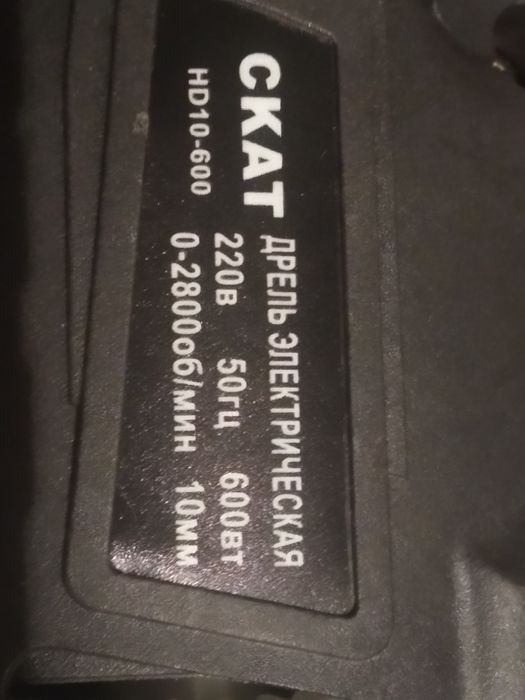 СКАТ ДРЕЛЬ ЭЛЕКТРИЧЕСКАЯ
HD10-600 220в 50гц 600вт
0-2800об/мин 10мм